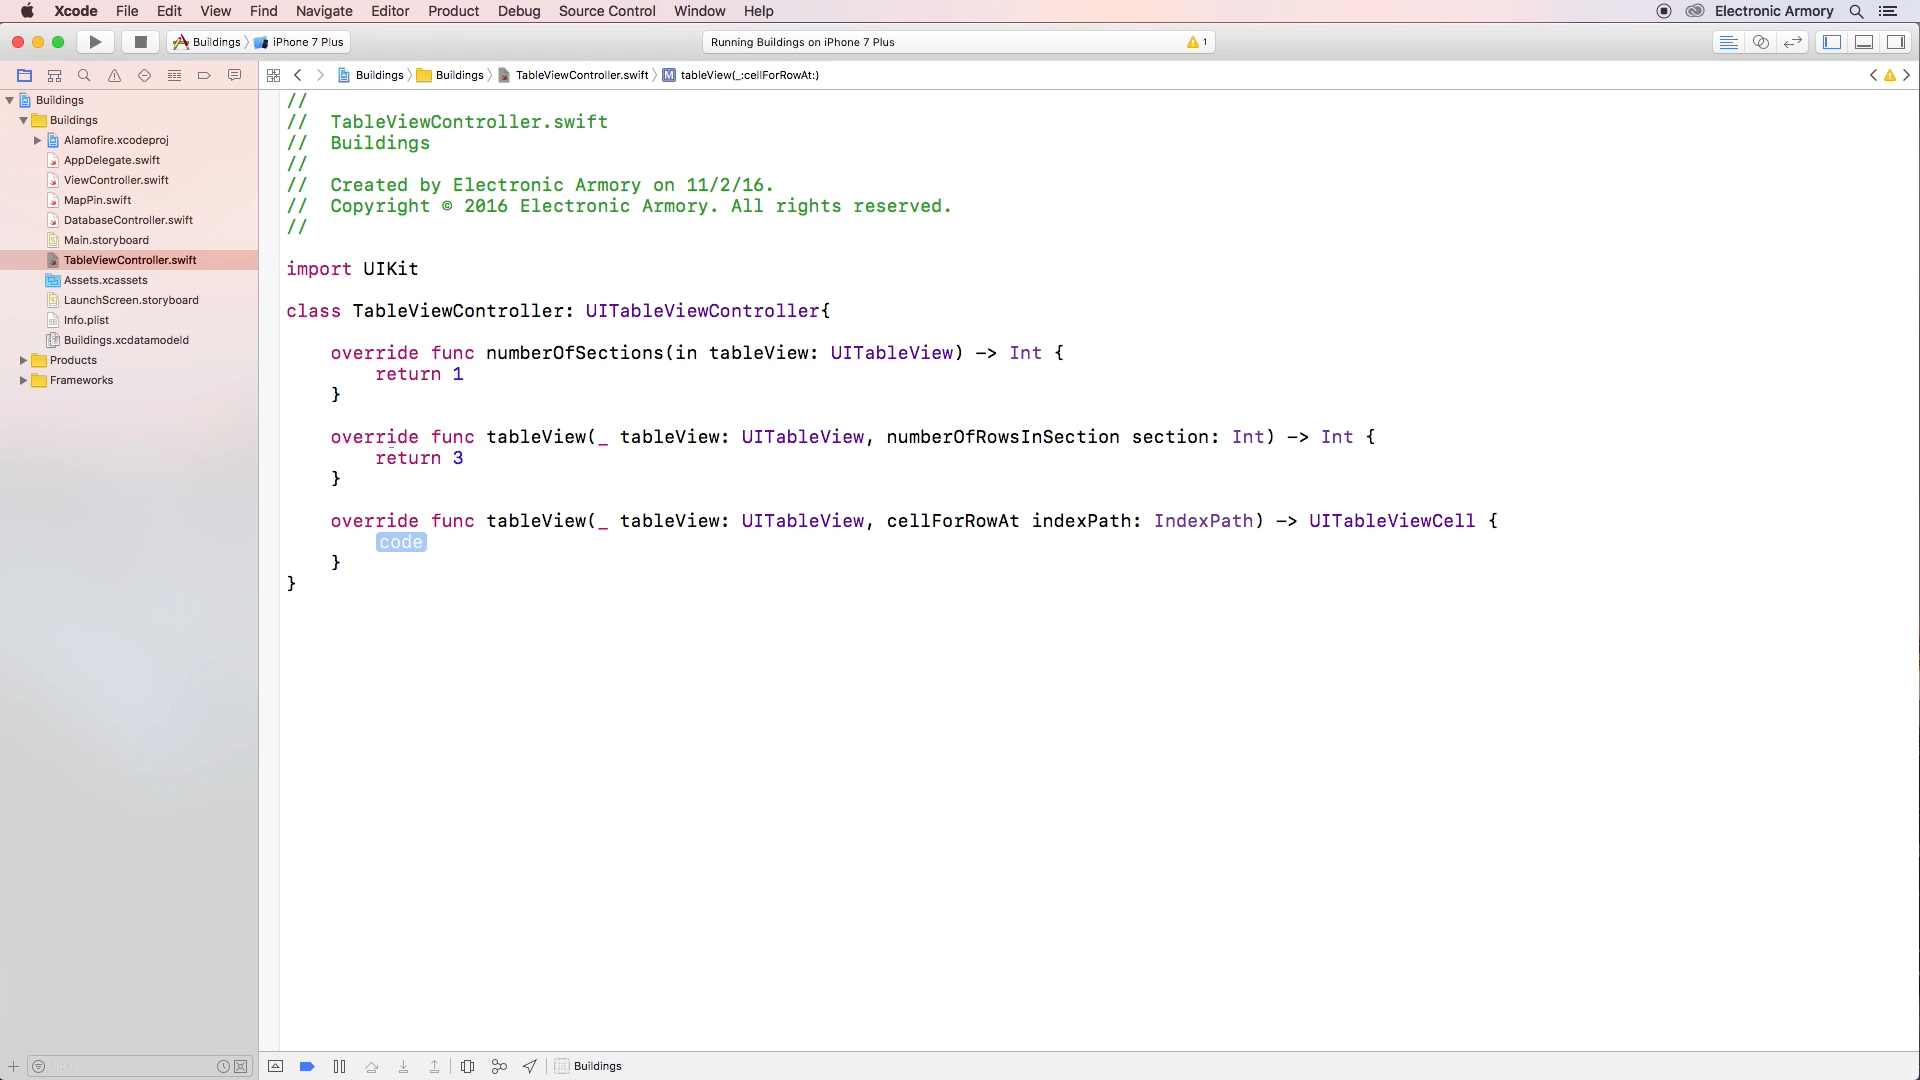 Xcode File Edit View Find Navigate Editor Product Debug Source Control Window Help Electronic Armory
Buildings iPhone 7 Plus Running Buildings on iPhone 7 Plus 1
Buildings Buildings TableViewController.swift M tableView(_:cellForRowAt:)
Buildings
Buildings
Alamofire.xcodeproj
AppDelegate.swift
ViewController.swift
MapPin.swift
DatabaseController.swift
Main.storyboard
TableViewController.swift
Assets.xcassets
LaunchScreen.storyboard
Info.plist
Buildings.xcdatamodeld
Products
Frameworks
//
//  TableViewController.swift
//  Buildings
//
//  Created by Electronic Armory on 11/2/16.
//  Copyright © 2016 Electronic Armory. All rights reserved.
//
import UIKit
class TableViewController: UITableViewController{
override func numberOfSections(in tableView: UITableView) -> Int {
return 1
}
override func tableView(_ tableView: UITableView, numberOfRowsInSection section: Int) -> Int {
return 3
}
override func tableView(_ tableView: UITableView, cellForRowAt indexPath: IndexPath) -> UITableViewCell {
code
}
}
Buildings